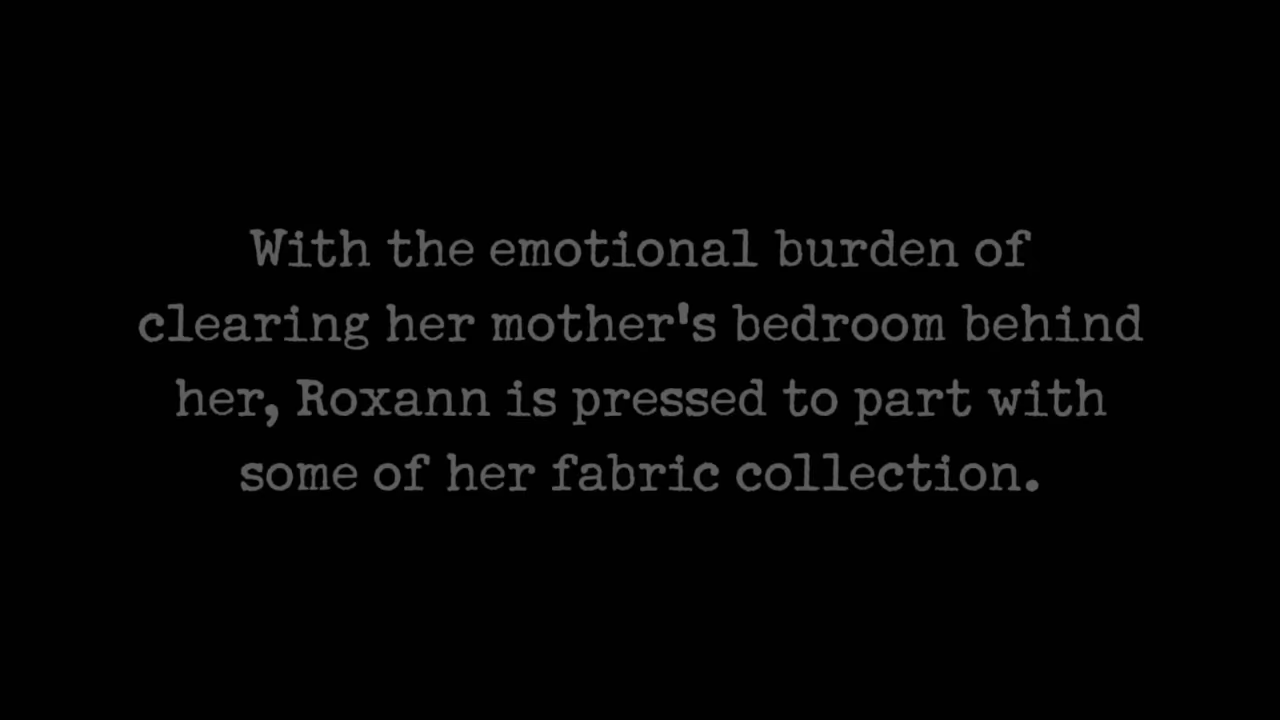 With the emotional burden of
clearing her mother's bedroom behind
her, Roxann is pressed to part with
some of her fabric collection.